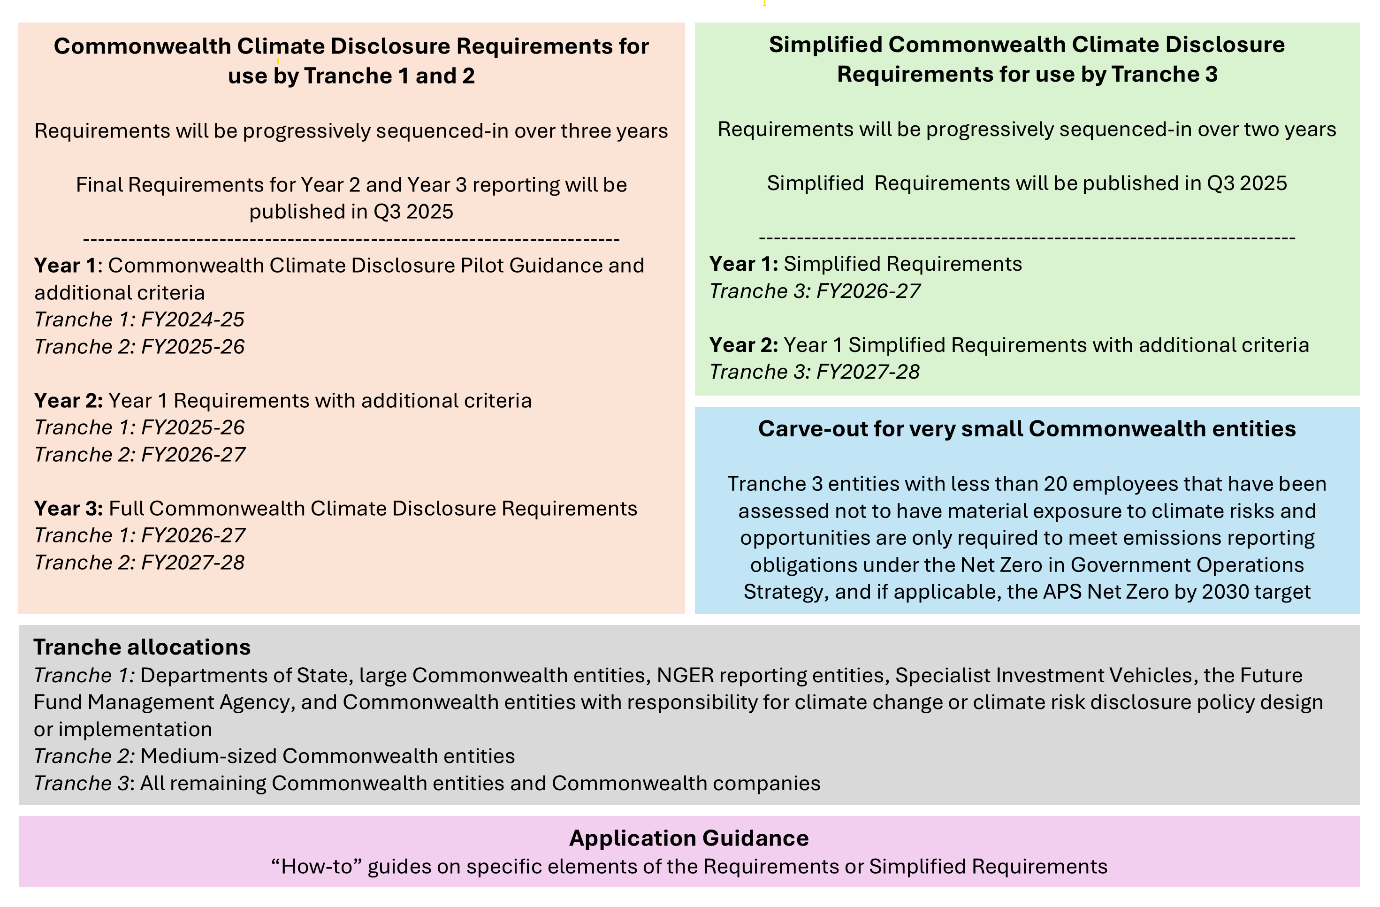 Commonwealth Climate Disclosure Requirements for
use by Tranche 1 and 2
Requirements will be progressively sequenced-in over three years
Final Requirements for Year 2 and Year 3 reporting will be
published in Q3 2025
-----------------------------------------------------------------------
Year 1: Commonwealth Climate Disclosure Pilot Guidance and
additional criteria
Tranche 1: FY2024-25
Tranche 2: FY2025-26
Year 2: Year 1 Requirements with additional criteria
Tranche 1: FY2025-26
Tranche 2: FY2026-27
Year 3: Full Commonwealth Climate Disclosure Requirements
Tranche 1: FY2026-27
Tranche 2: FY2027-28
Simplified Commonwealth Climate Disclosure
Requirements for use by Tranche 3
Requirements will be progressively sequenced-in over two years
Simplified  Requirements will be published in Q3 2025
-----------------------------------------------------------------------
Year 1: Simplified Requirements
Tranche 3: FY2026-27
Year 2: Year 1 Simplified Requirements with additional criteria
Tranche 3: FY2027-28
Carve-out for very small Commonwealth entities
Tranche 3 entities with less than 20 employees that have been
assessed not to have material exposure to climate risks and
opportunities are only required to meet emissions reporting
obligations under the Net Zero in Government Operations
Strategy, and if applicable, the APS Net Zero by 2030 target
Tranche allocations
Tranche 1: Departments of State, large Commonwealth entities, NGER reporting entities, Specialist Investment Vehicles, the Future
Fund Management Agency, and Commonwealth entities with responsibility for climate change or climate risk disclosure policy design
or implementation
Tranche 2: Medium-sized Commonwealth entities
Tranche 3: All remaining Commonwealth entities and Commonwealth companies
Application Guidance
“How-to” guides on specific elements of the Requirements or Simplified Requirements